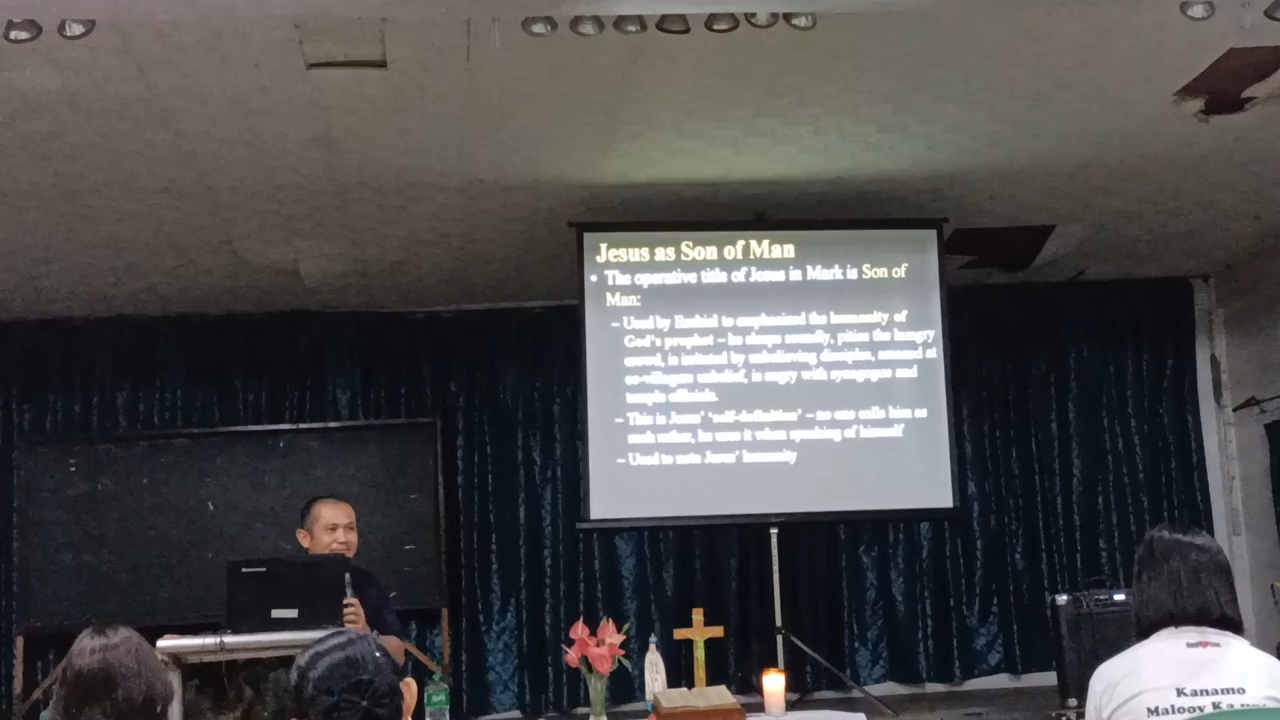 Jesus as Son of Man
• The operative title of Jesus in Mark is Son of
Man:
– Used by Ezekiel to emphasized the humanity of
God's prophet – he sleeps soundly, pities the hungry
crowd, is irritated by unbelieving disciples, amazed at
co-villagers unbelief, is angry with synagogue and
temple officials.
– This is Jesus' 'self-definition' – no one calls him as
such rather, he uses it when speaking of himself
– Used to note Jesus' humanity
Kanamo
Malooy Ka